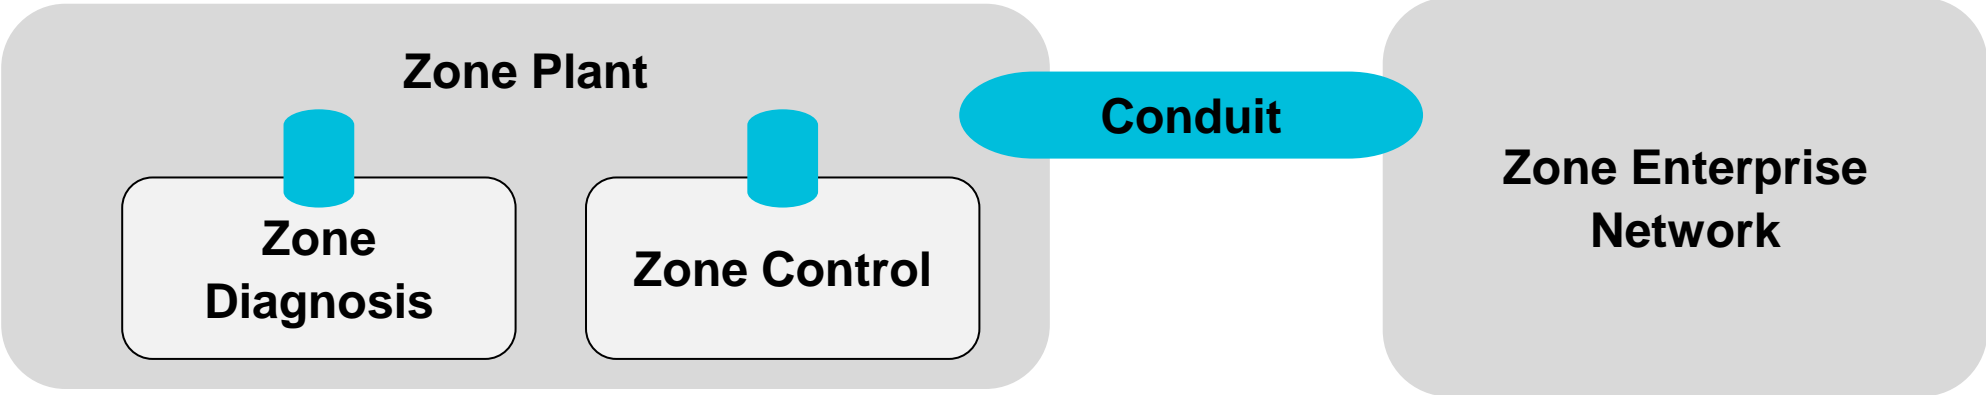 Zone Plant
Conduit
Zone
Diagnosis
Zone Control
Zone Enterprise
Network